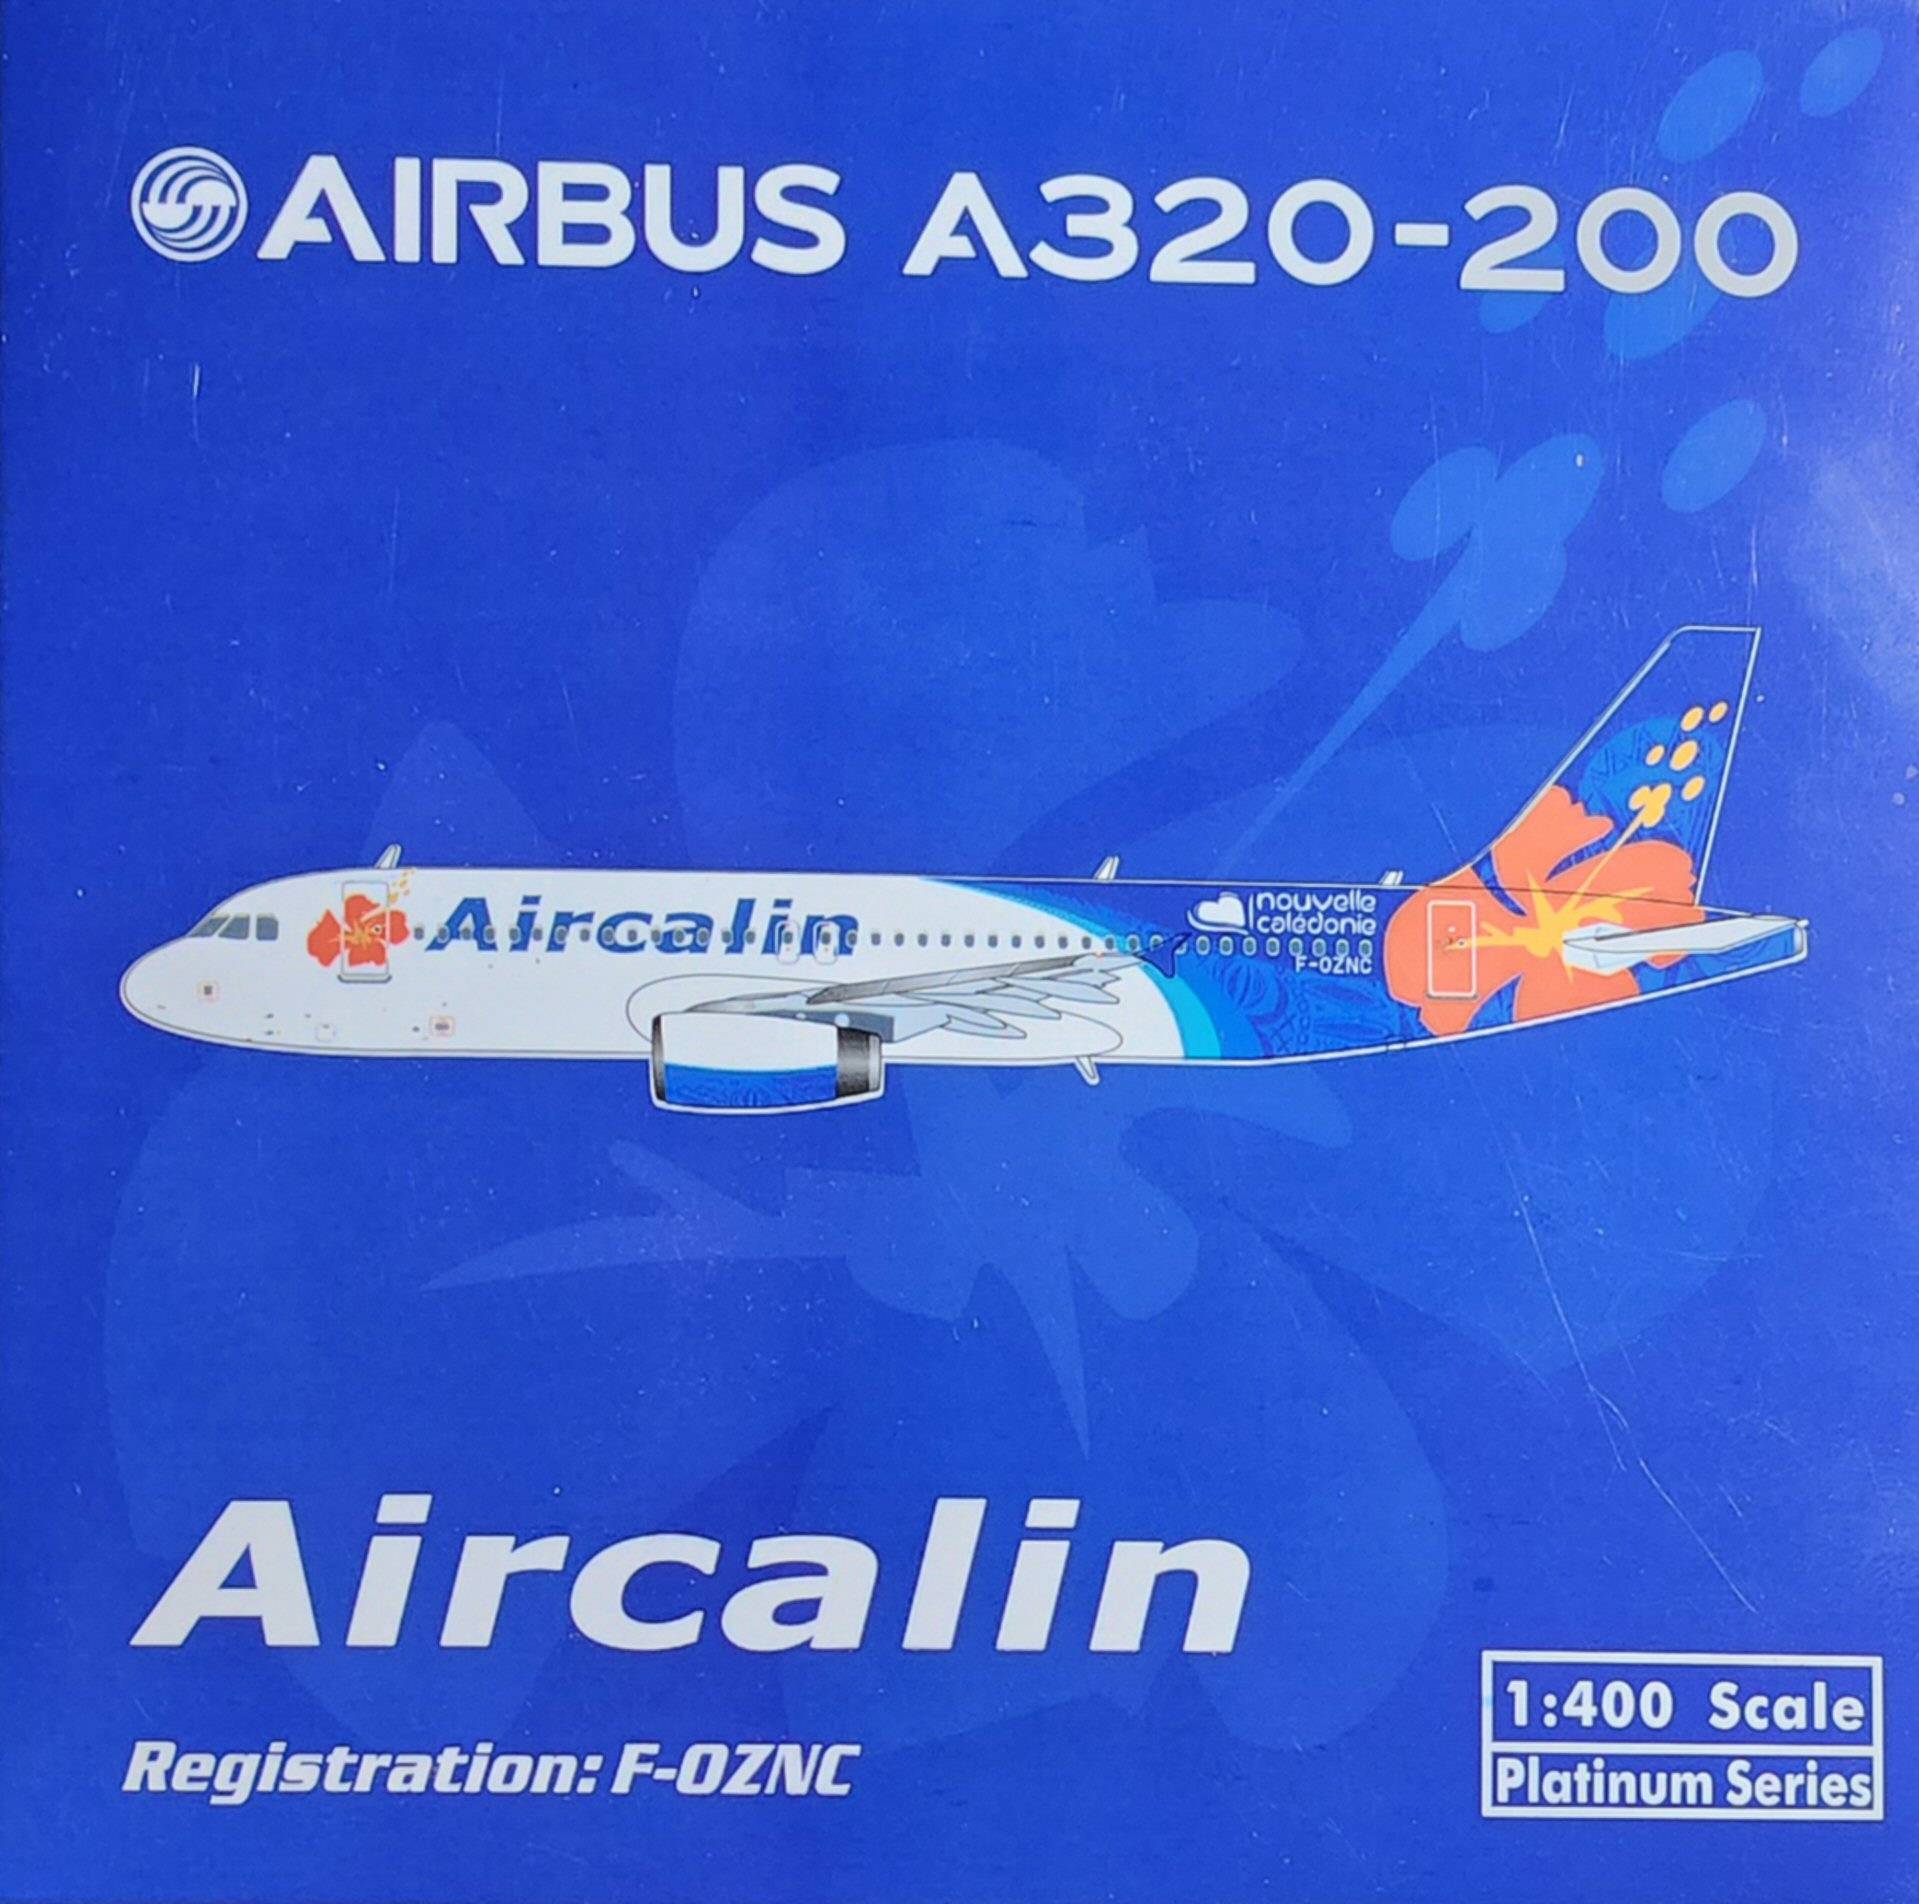 AIRBUS A320-200
Aircalin
nouvelle
calédonie
F-OZNC
Aircalin
Registration: F-OZNC
1:400 Scale
Platinum Series